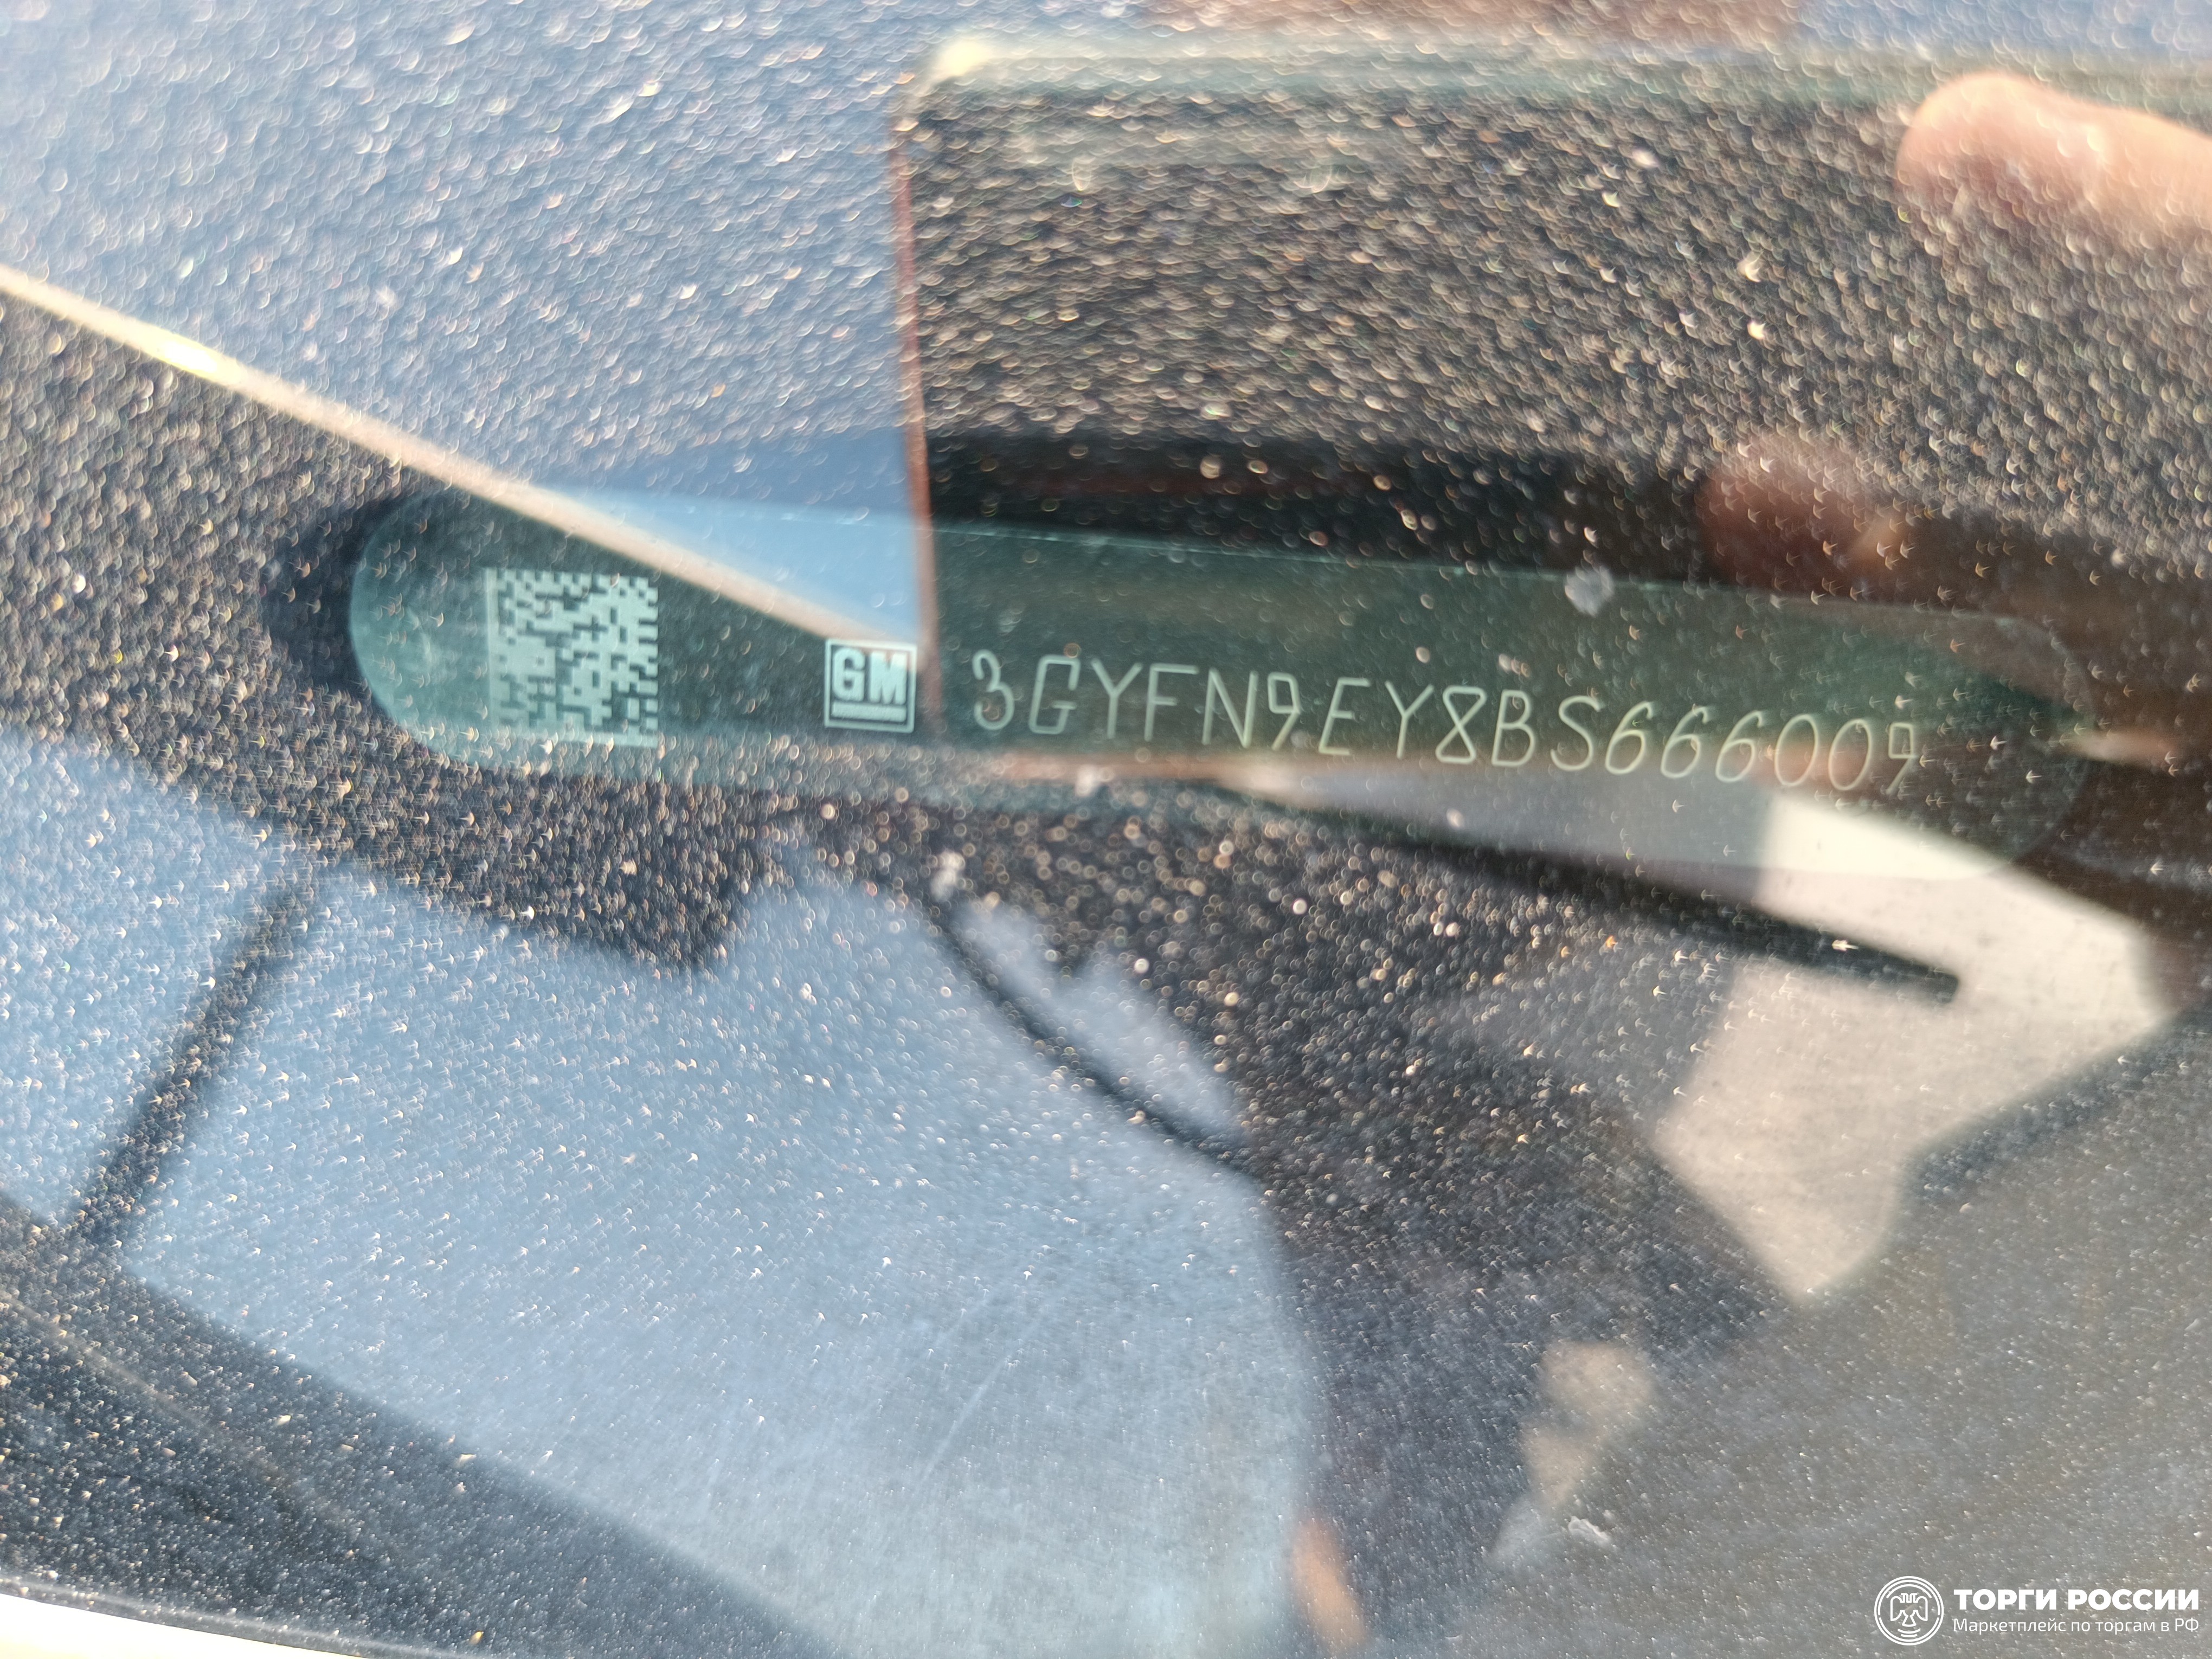 GM 3GYFN9EY8BS666009
ТОРГИ РОССИИ
Маркетплейс по торгам в РФ